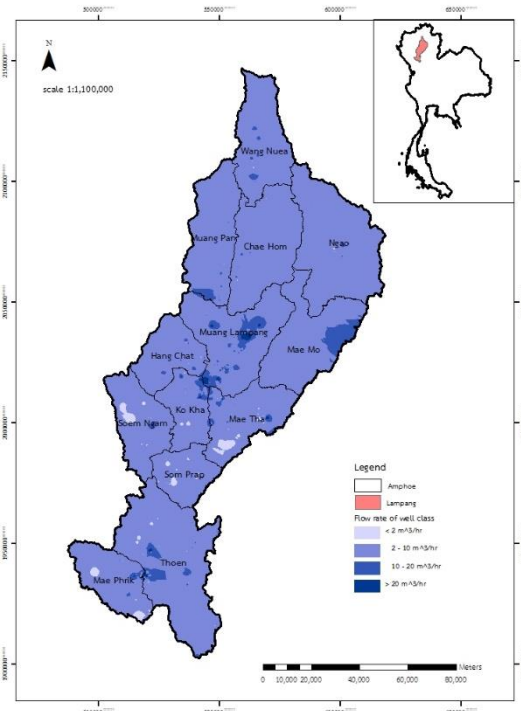 N
scale 1:1,100,000
Wang Nuea
Muang Pan
Chae Hom
Ngao
Muang Lampang
Mae Mo
Hang Chat
Ko Kha
Mae Tha
Soem Ngam
Som Prap
Thoen
Mae Phrik
Legend
Amphoe
Lampang
Flow rate of well class
< 2 m^3/hr
2 - 10 m^3/hr
10 - 20 m^3/hr
> 20 m^3/hr
Meters
0 10,000 20,000 40,000 60,000 80,000